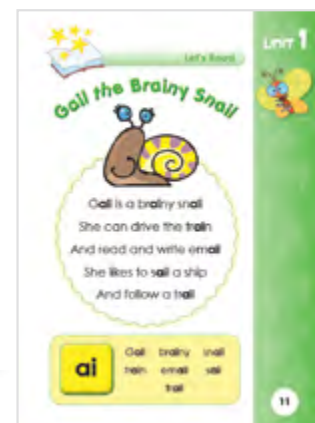 Let's Read
UNIT 1
Gail the Brainy Snail
Gail is a brainy snail
She can drive the train
And read and write email
She likes to sail a ship
And follow a trail
ai
Gail brainy snail
train email sail
trail
11